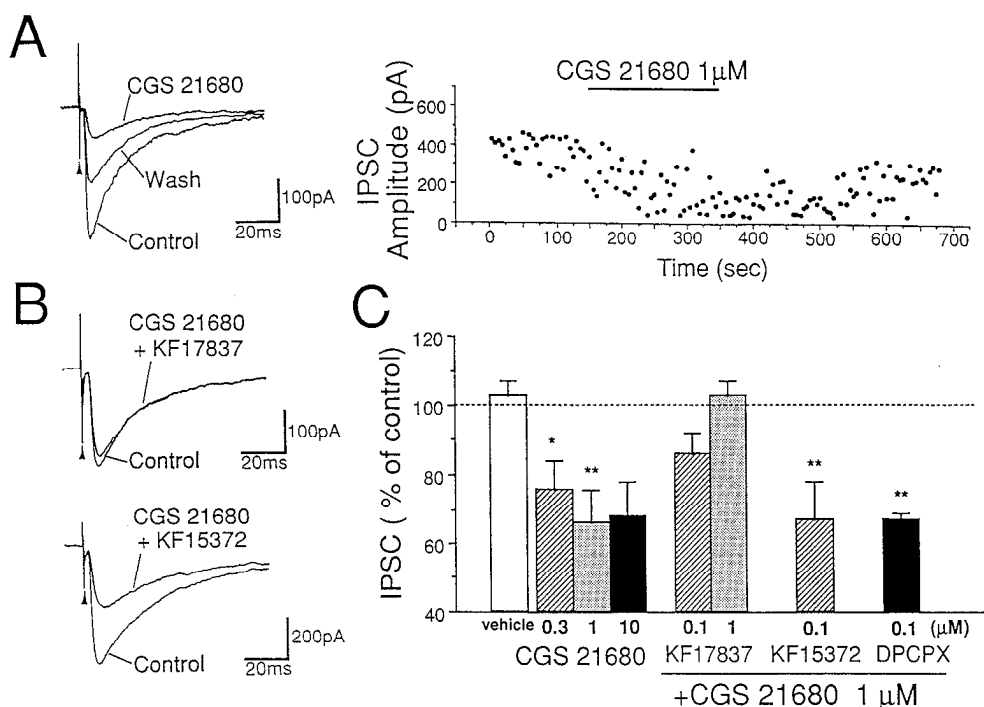 A
CGS 21680
Wash
Control
100pA
20ms
CGS 21680 1μM
IPSC
Amplitude (pA)
600
400
200
0
0 100 200 300 400 500 600 700
Time (sec)
B
CGS 21680
+ KF17837
Control
100pA
20ms
CGS 21680
+ KF15372
Control
200pA
20ms
C
IPSC ( % of control)
120
100
80
60
40
* ** ** **
vehicle 0.3 1 10 0.1 1 0.1 0.1 (μM)
CGS 21680 KF17837 KF15372 DPCPX
+CGS 21680 1 μM